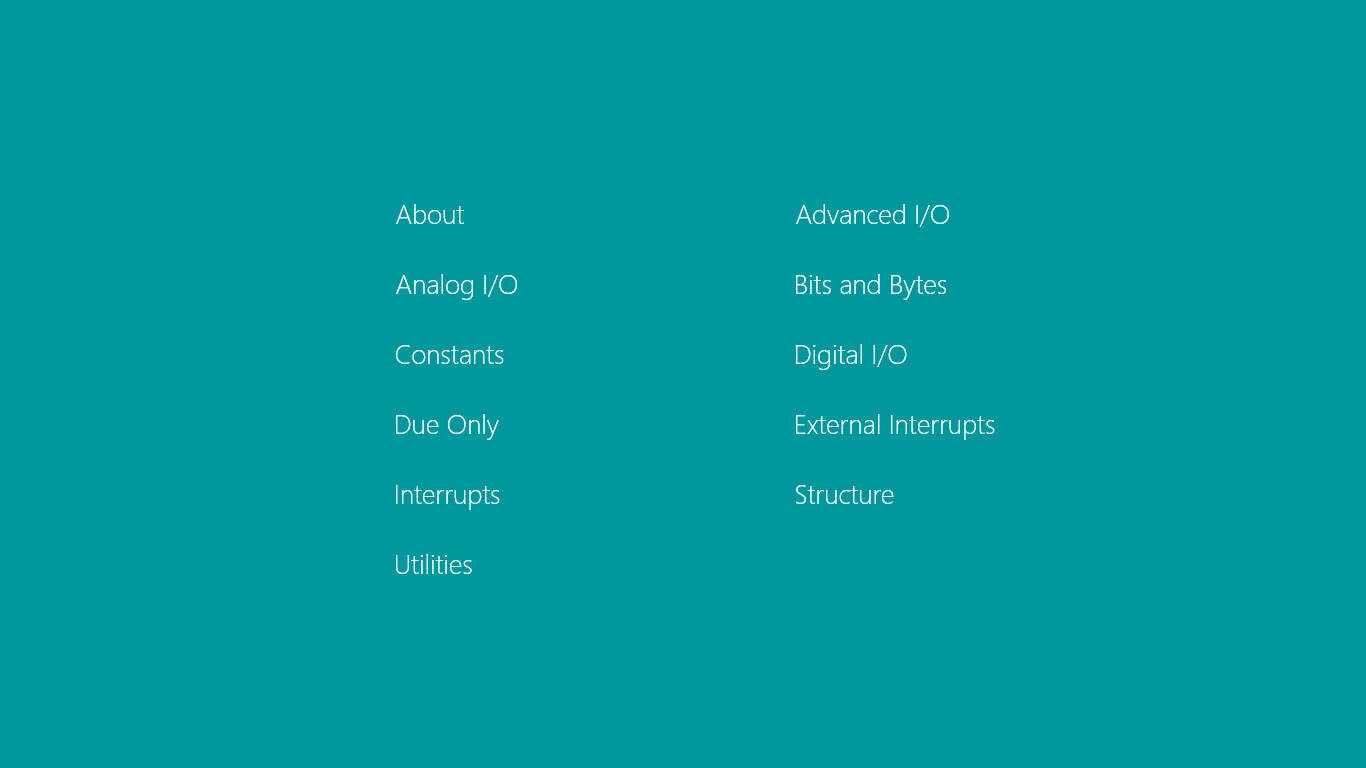 About
Advanced I/O
Analog I/O
Bits and Bytes
Constants
Digital I/O
Due Only
External Interrupts
Interrupts
Structure
Utilities